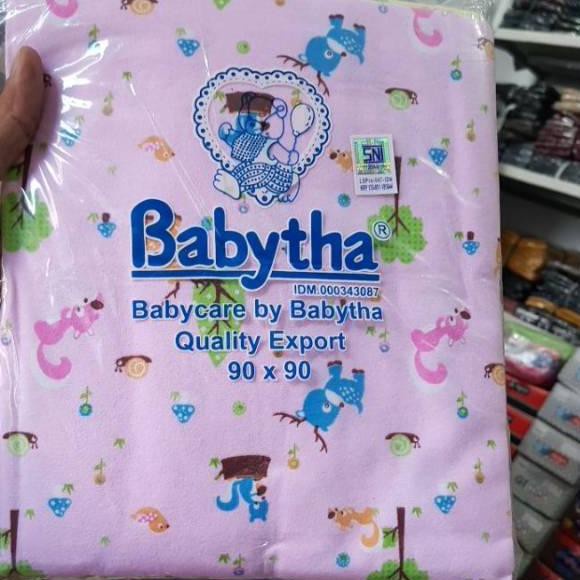 SNI
Babytha®
IDM.000343087
Babycare by Babytha
Quality Export
90 x 90